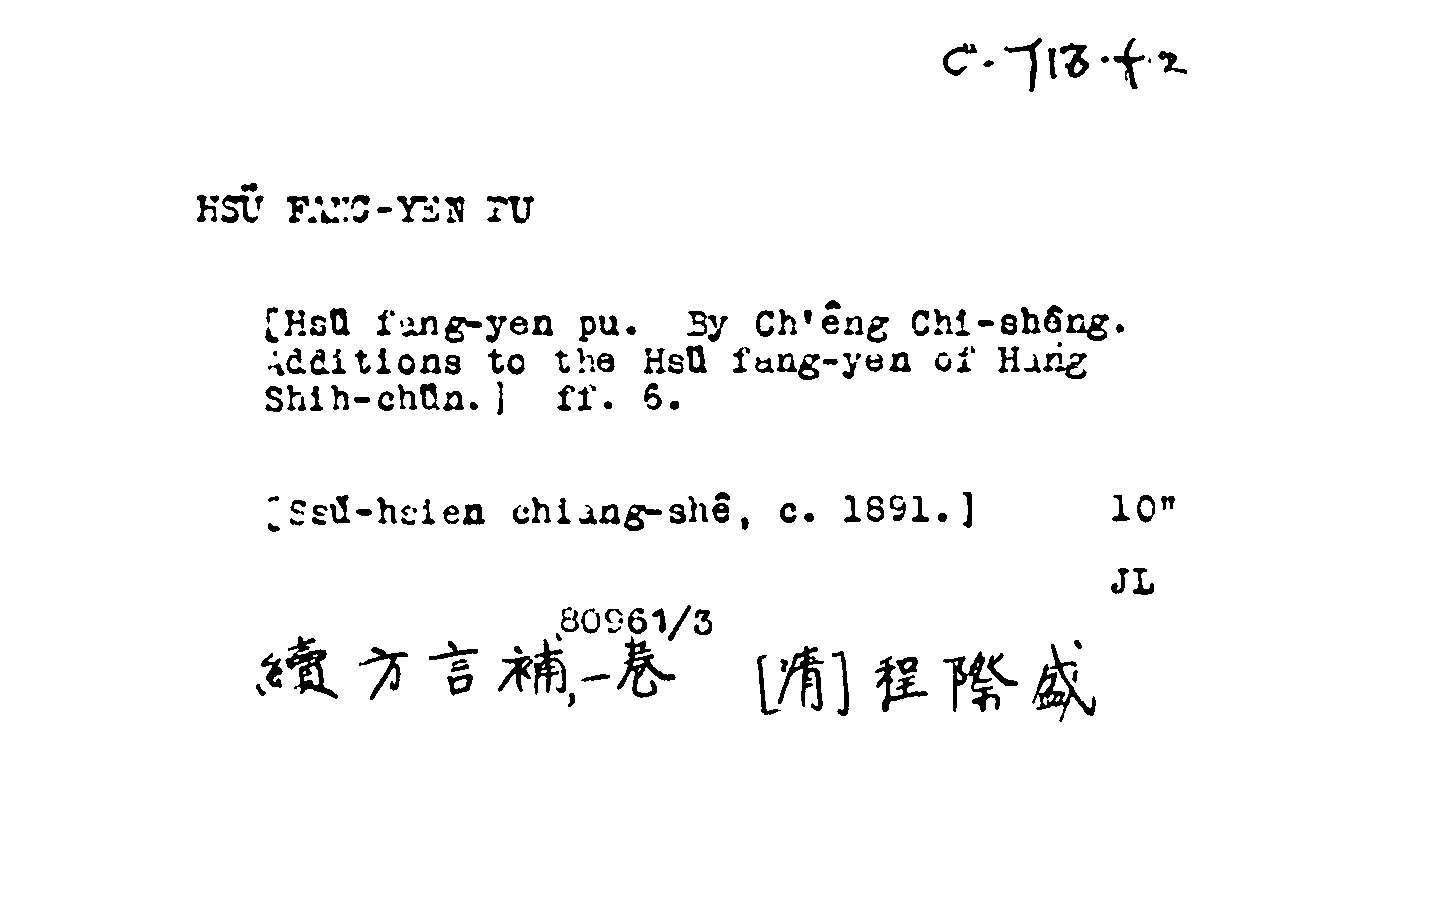 HSÜ FANG-YEN PU
[Hsü fang-yen pu. By Ch'êng Chi-shêng.
Additions to the Hsü fang-yen of Hang
Shih-chün.] ff. 6.
[Ssŭ-hsien chiang-shê, c. 1891.] 10"
JL
80961/3
續方言補,一卷 [清]程際盛